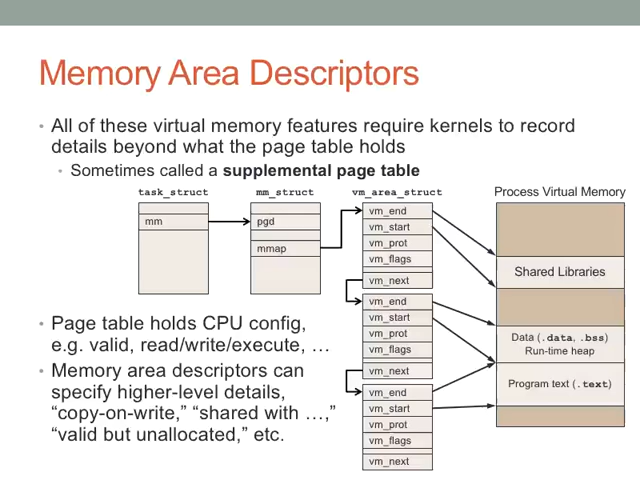 Memory Area Descriptors
• All of these virtual memory features require kernels to record
details beyond what the page table holds
• Sometimes called a supplemental page table
task_struct
mm
mm_struct
pgd
mmap
vm_area_struct
vm_end
vm_start
vm_prot
vm_flags
vm_next
vm_end
vm_start
vm_prot
vm_flags
vm_next
vm_end
vm_start
vm_prot
vm_flags
vm_next
Process Virtual Memory
Shared Libraries
Data (.data, .bss)
Run-time heap
Program text (.text)
• Page table holds CPU config,
e.g. valid, read/write/execute, …
• Memory area descriptors can
specify higher-level details,
“copy-on-write,” “shared with …,”
“valid but unallocated,” etc.